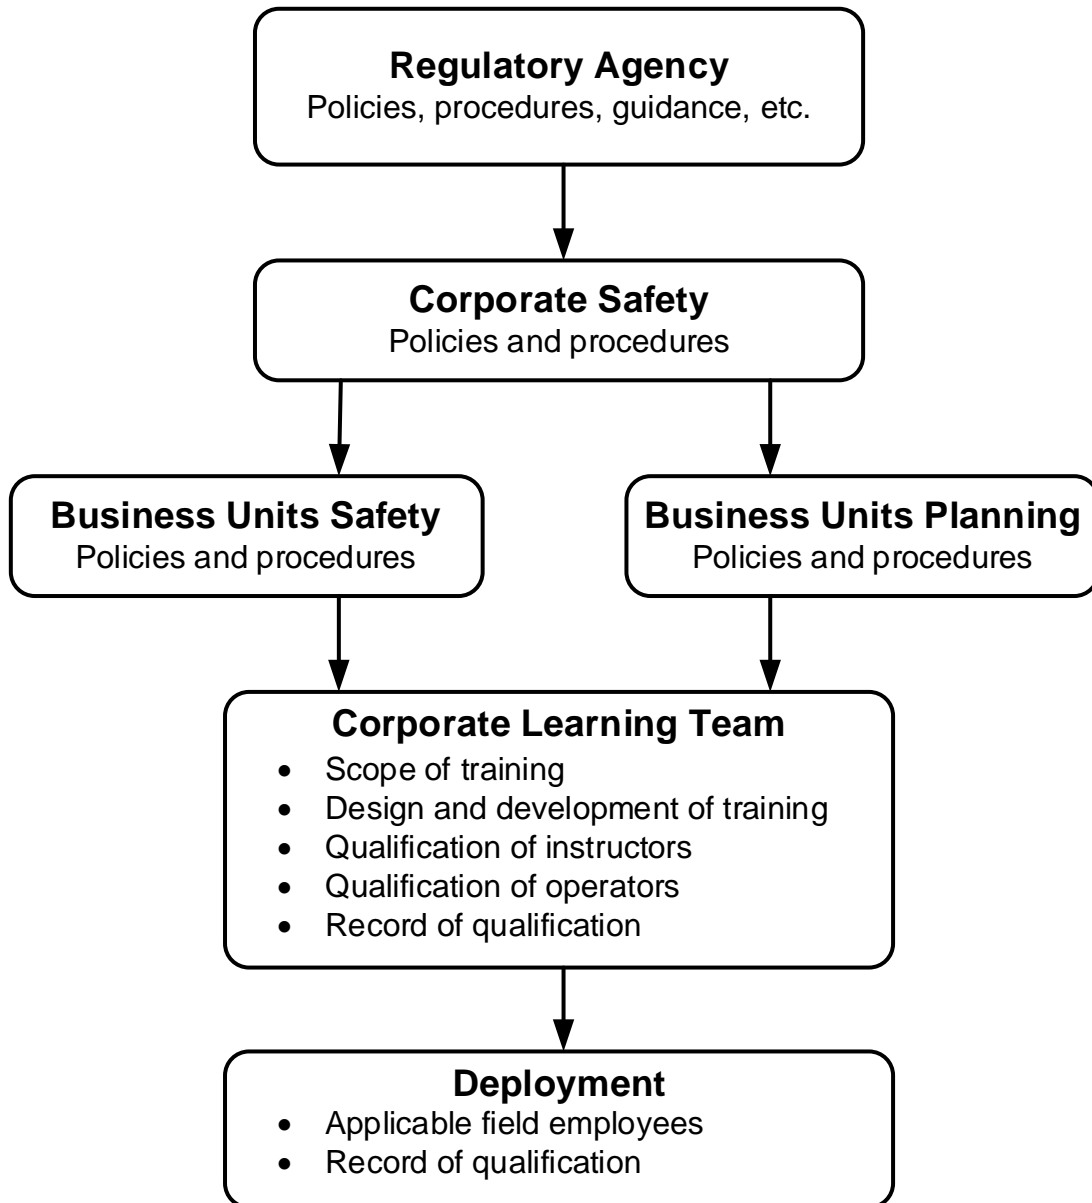 Regulatory Agency
Policies, procedures, guidance, etc.
Corporate Safety
Policies and procedures
Business Units Safety
Policies and procedures
Business Units Planning
Policies and procedures
Corporate Learning Team
• Scope of training
• Design and development of training
• Qualification of instructors
• Qualification of operators
• Record of qualification
Deployment
• Applicable field employees
• Record of qualification